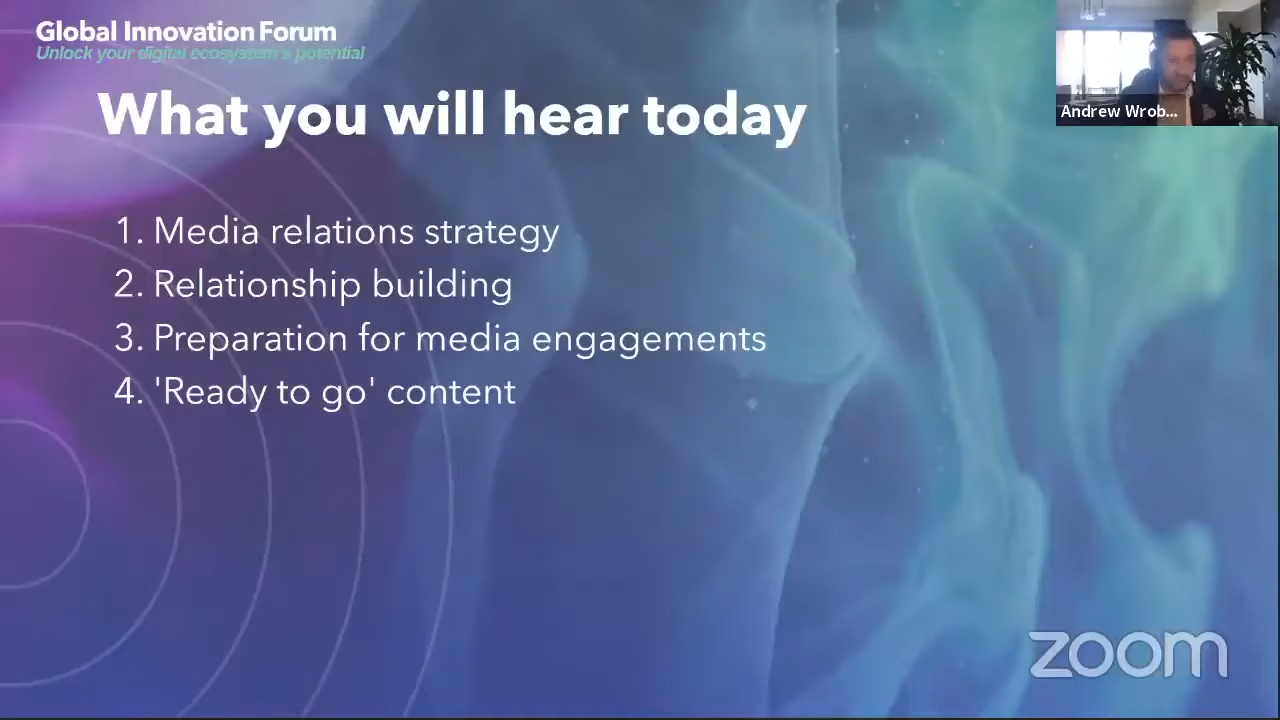 Global Innovation Forum
Unlock your digital ecosystem's potential
What you will hear today
1. Media relations strategy
2. Relationship building
3. Preparation for media engagements
4. 'Ready to go' content
Andrew Wrob...
zoom